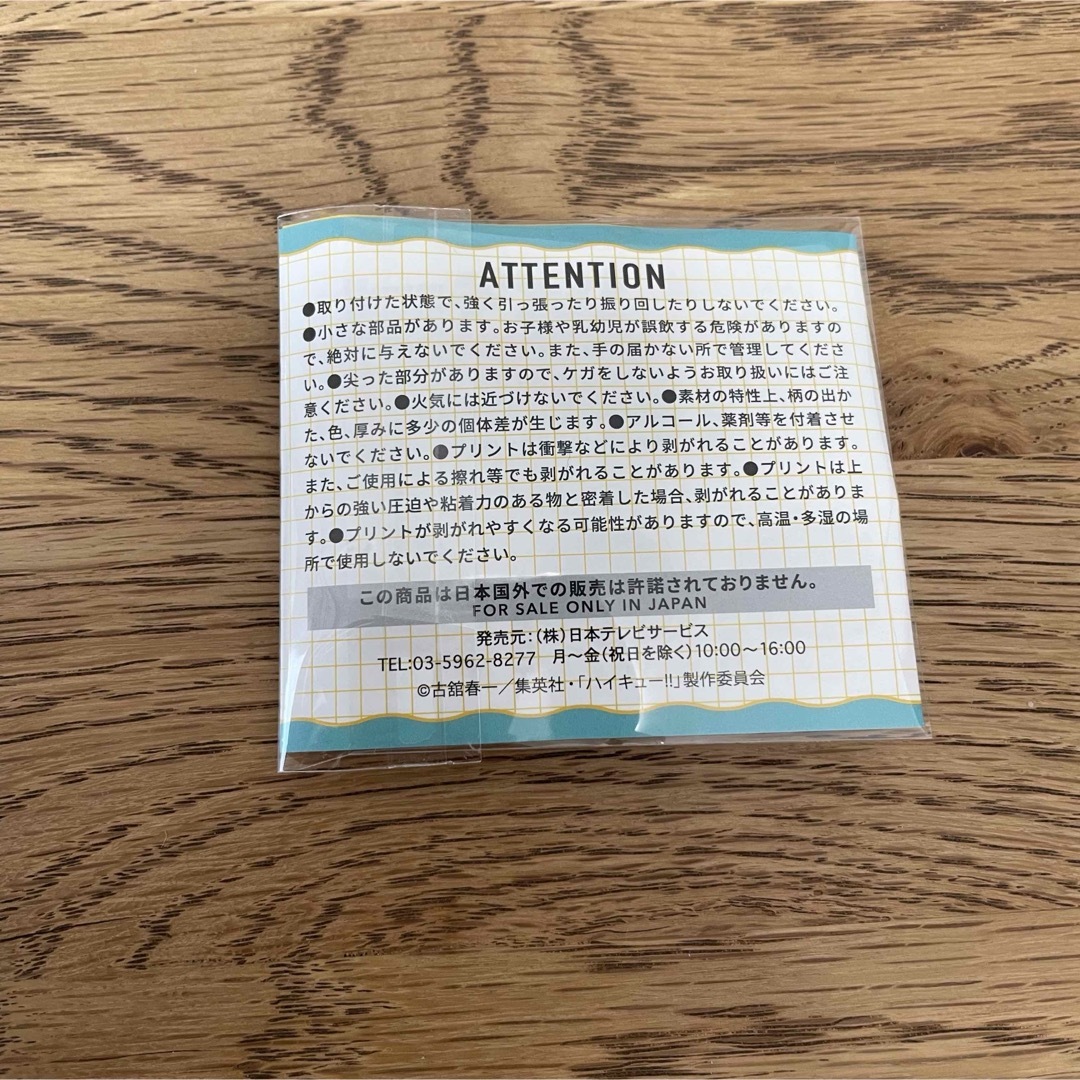 ATTENTION
●取り付けた状態で、強く引っ張ったり振り回したりしないでください。
●小さな部品があります。お子様や乳幼児が誤飲する危険がありますの
で、絶対に与えないでください。また、手の届かない所で管理してくださ
い。●尖った部分がありますので、ケガをしないようお取り扱いにはご注
意ください。●火気には近づけないでください。●素材の特性上、柄の出か
た、色、厚みに多少の個体差が生じます。●アルコール、薬剤等を付着させ
ないでください。●プリントは衝撃などにより剥がれることがあります。
また、ご使用による擦れ等でも剥がれることがあります。●プリントは上
からの強い圧迫や粘着力のある物と密着した場合、剥がれることがありま
す。●プリントが剥がれやすくなる可能性がありますので、高温・多湿の場
所で使用しないでください。
この商品は日本国外での販売は許諾されておりません。
FOR SALE ONLY IN JAPAN
発売元：（株）日本テレビサービス
TEL:03-5962-8277　月〜金（祝日を除く）10:00〜16:00
©古舘春一／集英社・「ハイキュー!!」製作委員会